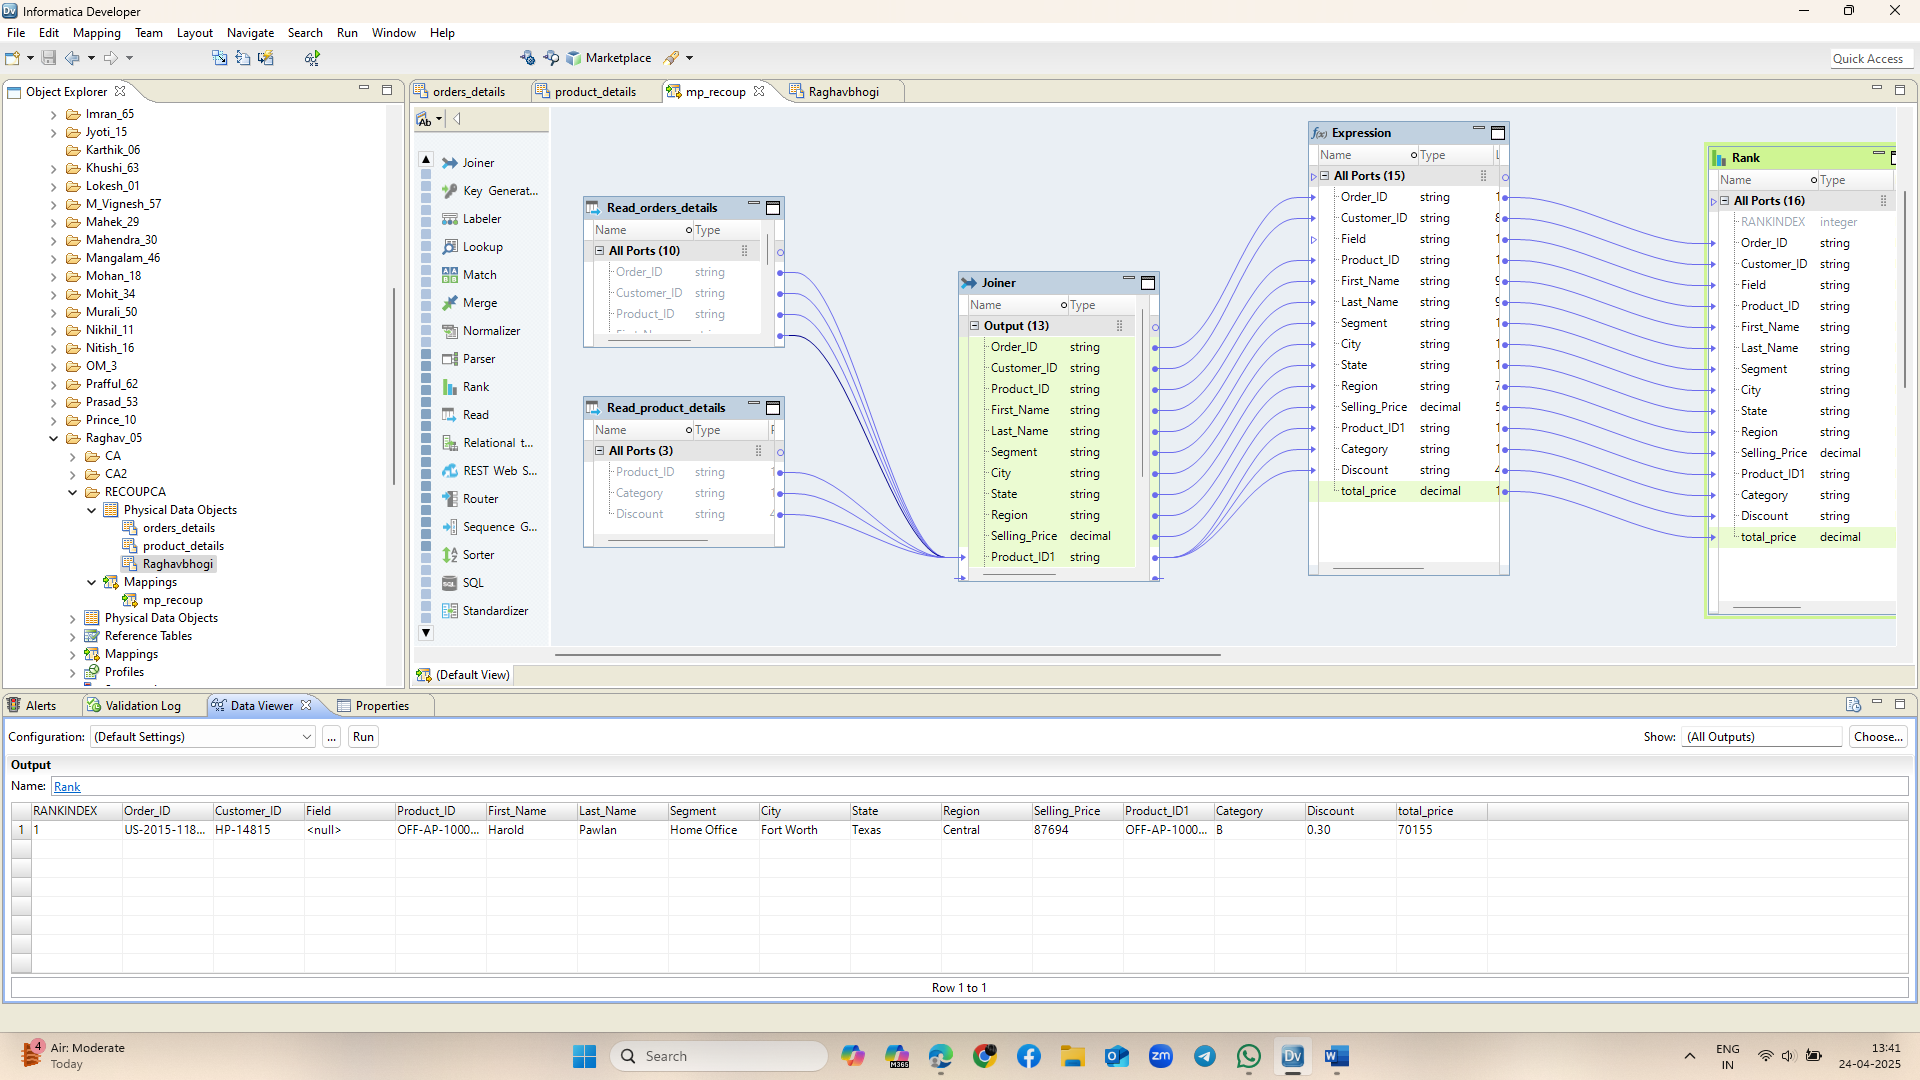 Informatica Developer
File Edit Mapping Team Layout Navigate Search Run Window Help
Marketplace
Quick Access
Object Explorer
Imran_65
Jyoti_15
Karthik_06
Khushi_63
Lokesh_01
M_Vignesh_57
Mahek_29
Mahendra_30
Mangalam_46
Mohan_18
Mohit_34
Murali_50
Nikhil_11
Nitish_16
OM_3
Prafful_62
Prasad_53
Prince_10
Raghav_05
CA
CA2
RECOUPCA
Physical Data Objects
orders_details
product_details
Raghavbhogi
Mappings
mp_recoup
Physical Data Objects
Reference Tables
Mappings
Profiles
orders_details product_details mp_recoup Raghavbhogi
Joiner
Key Generat...
Labeler
Lookup
Match
Merge
Normalizer
Parser
Rank
Read
Relational t...
REST Web S...
Router
Sequence G...
Sorter
SQL
Standardizer
Read_orders_details
Name Type
All Ports (10)
Order_ID string
Customer_ID string
Product_ID string
Read_product_details
Name Type
All Ports (3)
Product_ID string
Category string
Discount string
Joiner
Name Type
Output (13)
Order_ID string
Customer_ID string
Product_ID string
First_Name string
Last_Name string
Segment string
City string
State string
Region string
Selling_Price decimal
Product_ID1 string
Expression
Name Type
All Ports (15)
Order_ID string
Customer_ID string
Field string
Product_ID string
First_Name string
Last_Name string
Segment string
City string
State string
Region string
Selling_Price decimal
Product_ID1 string
Category string
Discount string
total_price decimal
Rank
Name Type
All Ports (16)
RANKINDEX integer
Order_ID string
Customer_ID string
Field string
Product_ID string
First_Name string
Last_Name string
Segment string
City string
State string
Region string
Selling_Price decimal
Product_ID1 string
Category string
Discount string
total_price decimal
(Default View)
Alerts Validation Log Data Viewer Properties
Configuration: (Default Settings) ... Run Show: (All Outputs) Choose...
Output
Name: Rank
RANKINDEX Order_ID Customer_ID Field Product_ID First_Name Last_Name Segment City State Region Selling_Price Product_ID1 Category Discount total_price
1 1 US-2015-118... HP-14815 <null> OFF-AP-1000... Harold Pawlan Home Office Fort Worth Texas Central 87694 OFF-AP-1000... B 0.30 70155
Row 1 to 1
4 Air: Moderate
Today
Search
ENG
IN
13:41
24-04-2025